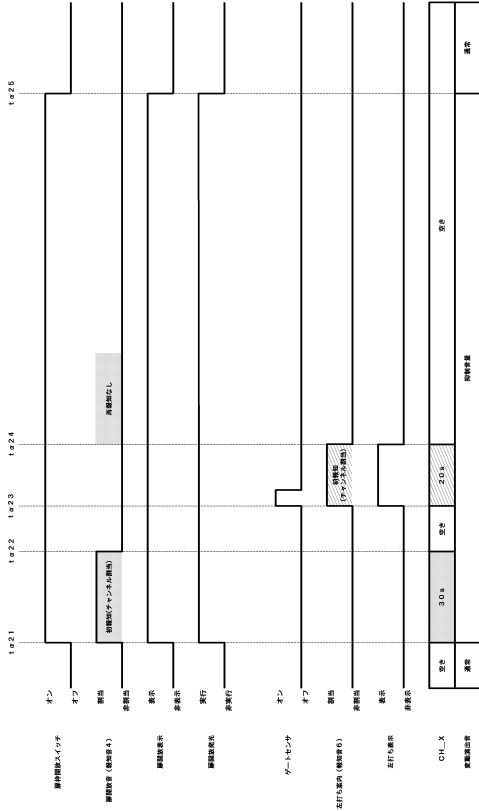 tα21 tα22 tα23 tα24 tα25
扉枠開放スイッチ オン
オフ
扉開放音(報知音4) 割当 初報知(チャンネル割当) 再報知なし
非割当
扉開放表示 表示
非表示
扉開放発光 実行
非実行
ゲートセンサ オン
オフ
左打ち案内(報知音6) 割当 初報知
(チャンネル割当)
非割当
左打ち表示 表示
非表示
CH_X 空き 30s 空き 20s 空き
変動演出音 通常 抑制音量 通常